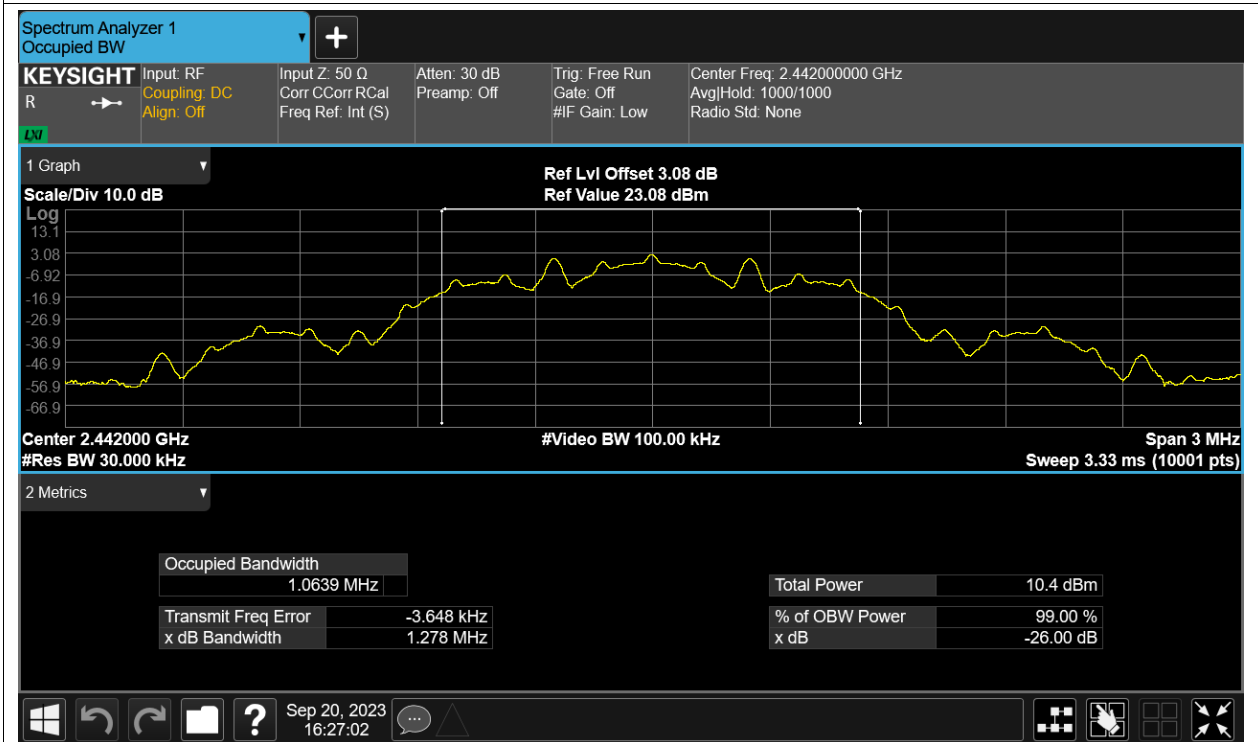 Spectrum Analyzer 1
Occupied BW
+
KEYSIGHT
R
LXI
Input: RF
Coupling: DC
Align: Off
Input Z: 50 Ω
Corr CCorr RCal
Freq Ref: Int (S)
Atten: 30 dB
Preamp: Off
Trig: Free Run
Gate: Off
#IF Gain: Low
Center Freq: 2.442000000 GHz
Avg|Hold: 1000/1000
Radio Std: None
1 Graph
Scale/Div 10.0 dB
Ref Lvl Offset 3.08 dB
Ref Value 23.08 dBm
Log
13.1
3.08
-6.92
-16.9
-26.9
-36.9
-46.9
-56.9
-66.9
Center 2.442000 GHz
#Res BW 30.000 kHz
#Video BW 100.00 kHz
Span 3 MHz
Sweep 3.33 ms (10001 pts)
2 Metrics
Occupied Bandwidth
1.0639 MHz
Transmit Freq Error -3.648 kHz
x dB Bandwidth 1.278 MHz
Total Power 10.4 dBm
% of OBW Power 99.00 %
x dB -26.00 dB
?
Sep 20, 2023
16:27:02